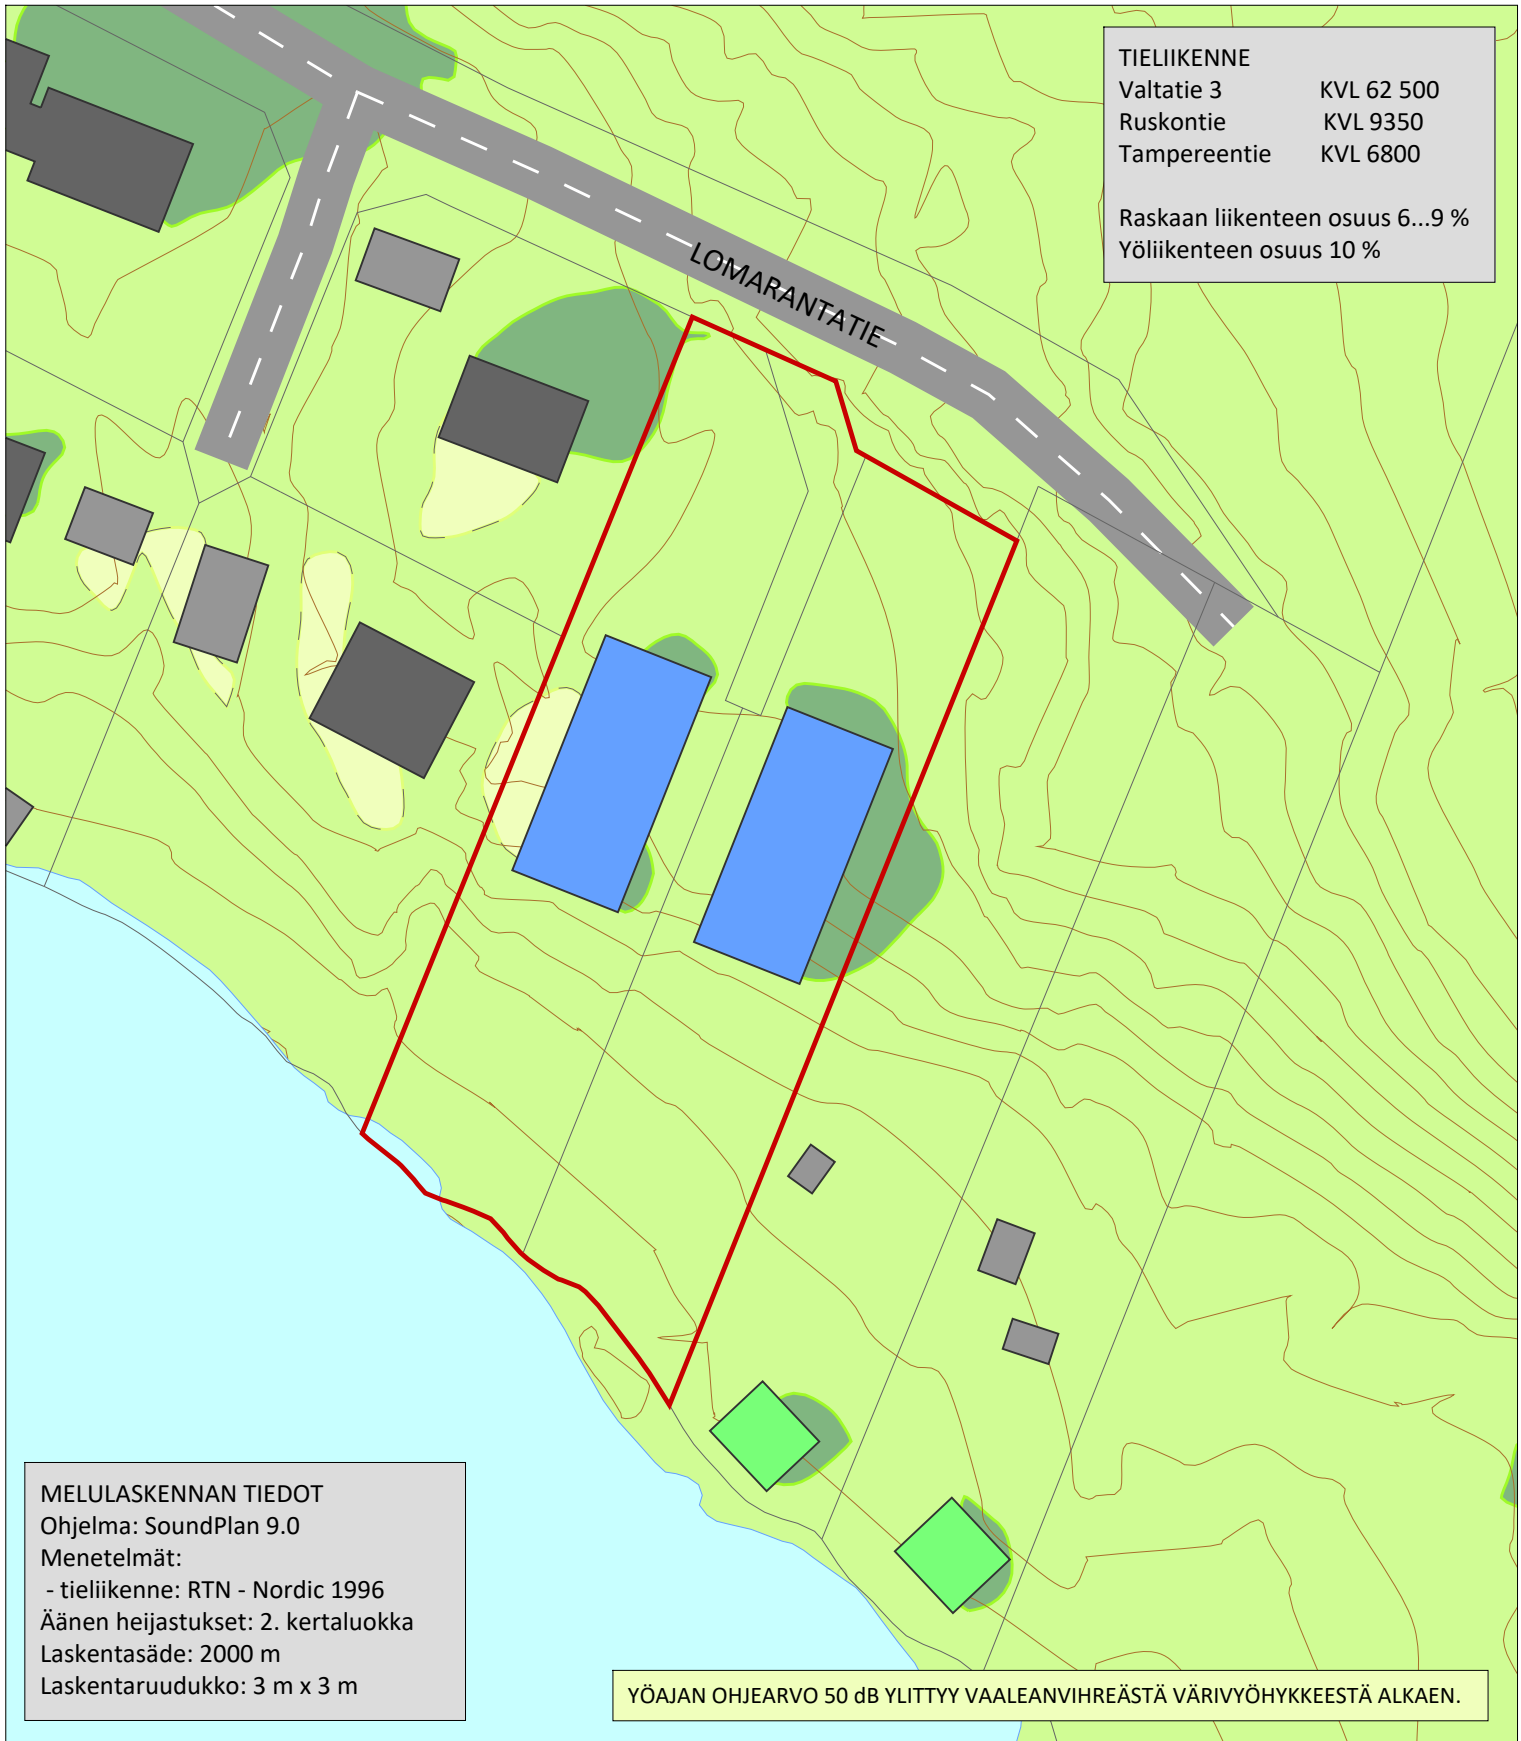 TIELIIKENNE
Valtatie 3 KVL 62 500
Ruskontie KVL 9350
Tampereentie KVL 6800
Raskaan liikenteen osuus 6...9 %
Yöliikenteen osuus 10 %
LOMARANTATIE
MELULASKENNAN TIEDOT
Ohjelma: SoundPlan 9.0
Menetelmät:
- tieliikenne: RTN - Nordic 1996
Äänen heijastukset: 2. kertaluokka
Laskentasäde: 2000 m
Laskentaruudukko: 3 m x 3 m
YÖAJAN OHJEARVO 50 dB YLITTYY VAALEANVIHREÄSTÄ VÄRIVYÖHYKKEESTÄ ALKAEN.